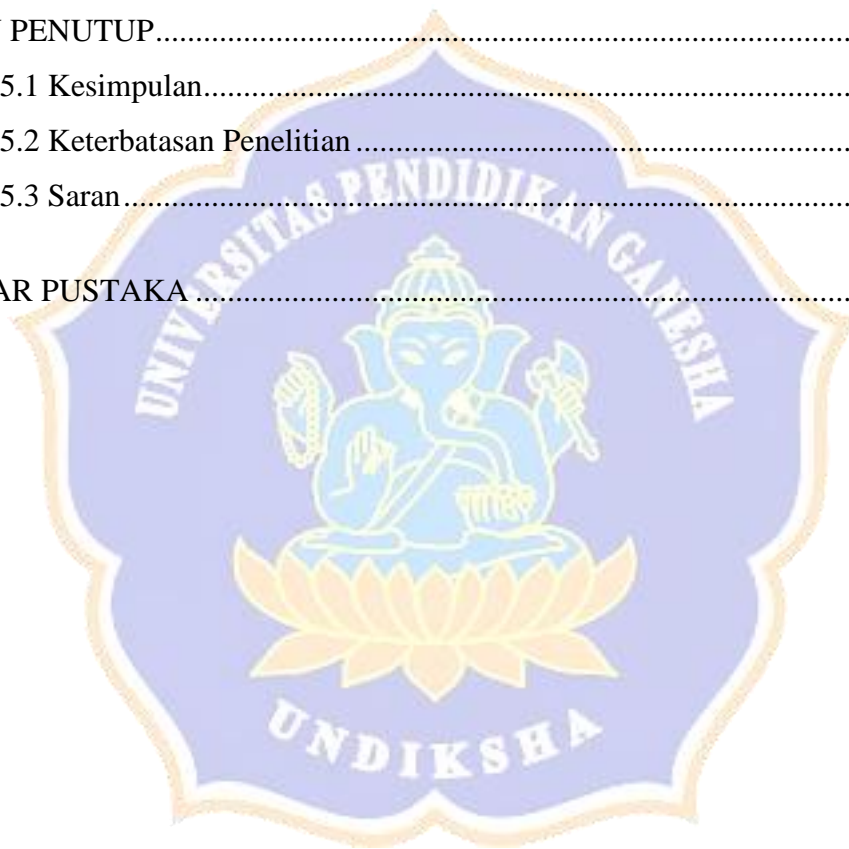 PENUTUP..........................................................................................
5.1 Kesimpulan....................................................................................
5.2 Keterbatasan Penelitian ...............................................................
5.3 Saran..............................................................................................
AR PUSTAKA ....................................................................................
UNIVERSITAS PENDIDIKAN GANESHA
UNDIKSHA